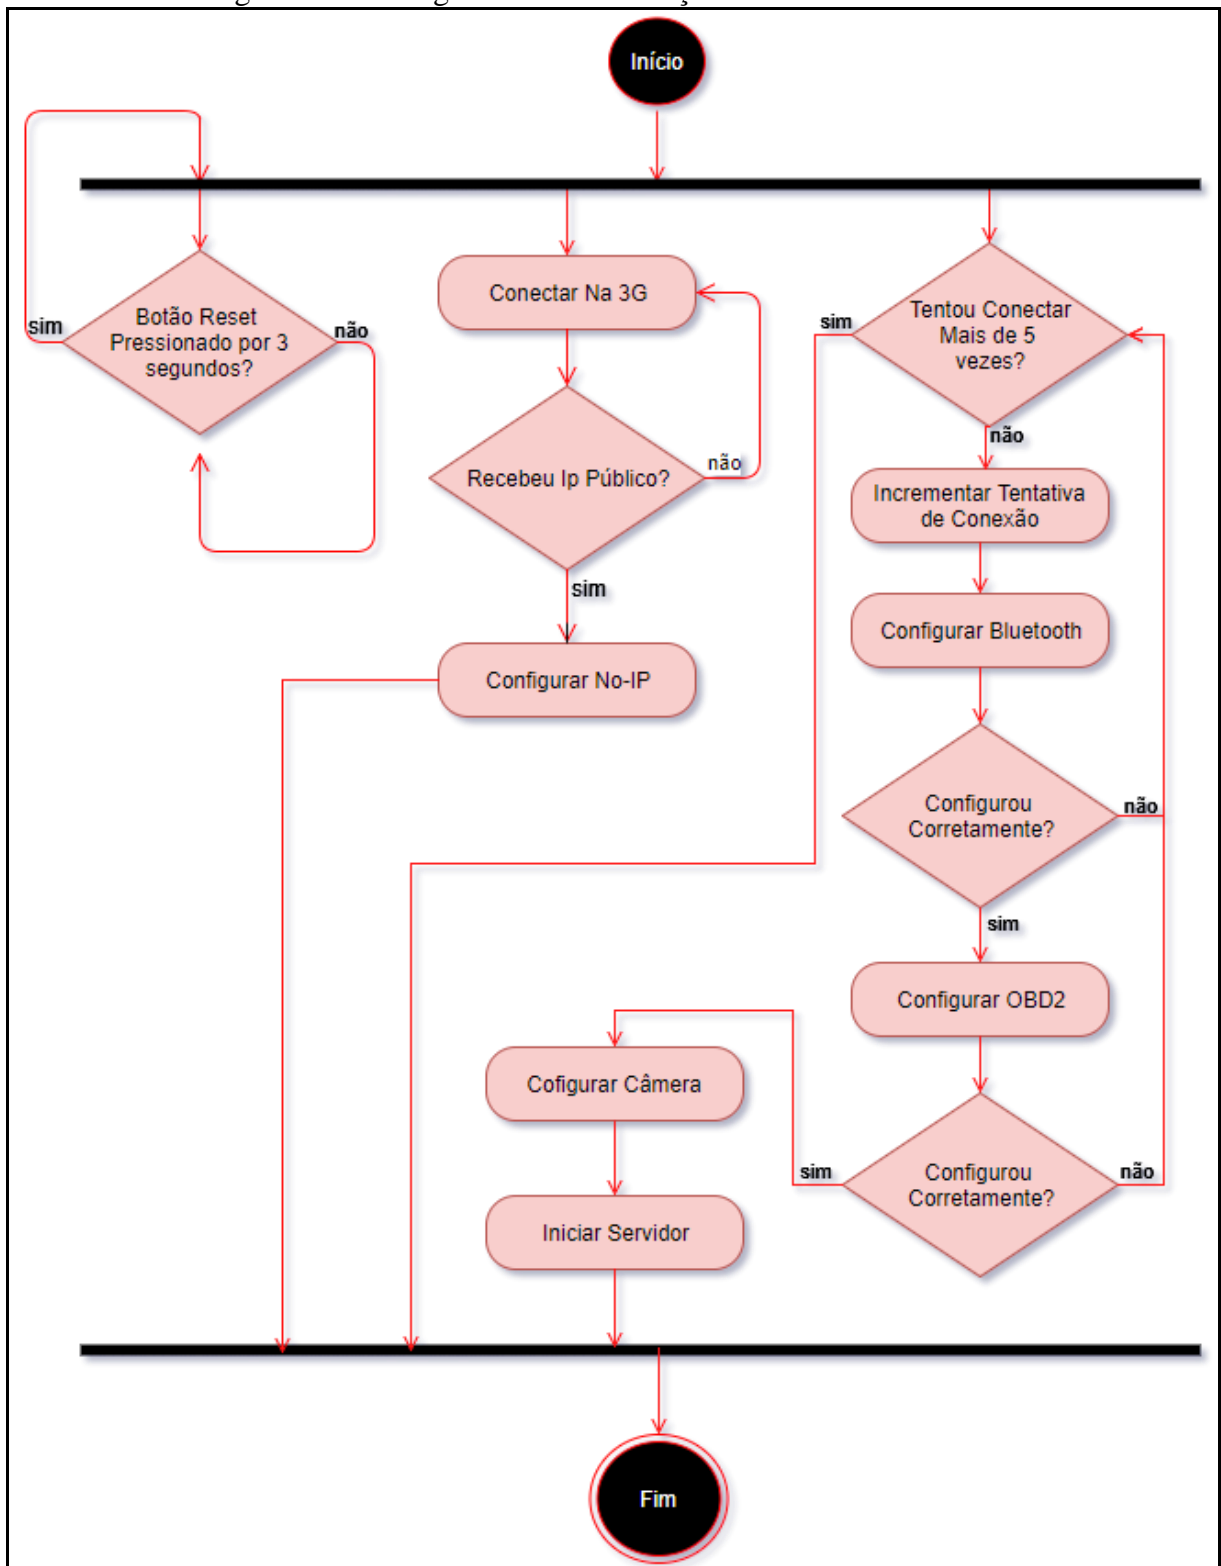 Início
Botão Reset
Pressionado por 3
segundos?
sim
não
Conectar Na 3G
Recebeu Ip Público?
não
sim
Configurar No-IP
Tentou Conectar
Mais de 5
vezes?
sim
não
Incrementar Tentativa
de Conexão
Configurar Bluetooth
Configurou
Corretamente?
não
sim
Configurar OBD2
Configurou
Corretamente?
sim
não
Cofigurar Câmera
Iniciar Servidor
Fim